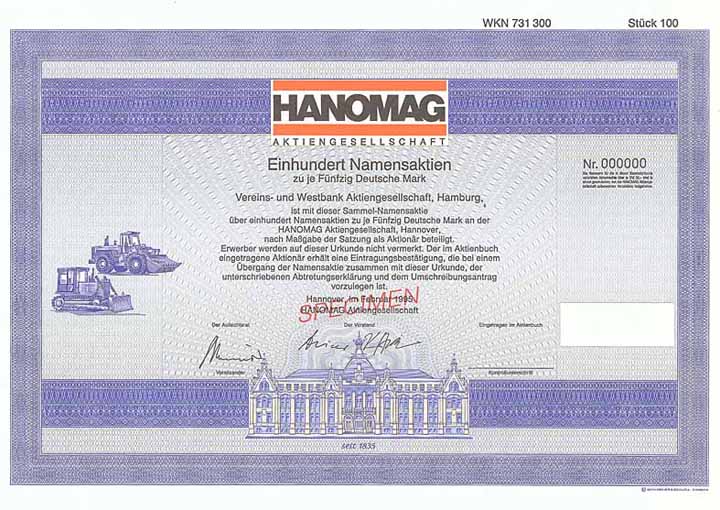 WKN 731 300 Stück 100
HANOMAG
AKTIENGESELLSCHAFT
Einhundert Namensaktien
zu je Fünfzig Deutsche Mark
Nr. 000000
Vereins- und Westbank Aktiengesellschaft, Hamburg,
ist mit dieser Sammel-Namensaktie
über einhundert Namensaktien zu je Fünfzig Deutsche Mark an der
HANOMAG Aktiengesellschaft, Hannover,
nach Maßgabe der Satzung als Aktionär beteiligt.
Erwerber werden auf dieser Urkunde nicht vermerkt. Der im Aktienbuch
eingetragene Aktionär erhält eine Eintragungsbestätigung, die bei einem
Übergang der Namensaktie zusammen mit dieser Urkunde, der
unterschriebenen Abtretungserklärung und dem Umschreibungsantrag
vorzulegen ist.
Hannover, im Februar
HANOMAG Aktiengesellschaft
SPECIMEN
Der Aufsichtsrat Der Vorstand Eingetragen im Aktienbuch
Vorsitzender Kontrollunterschrift
seit 1835